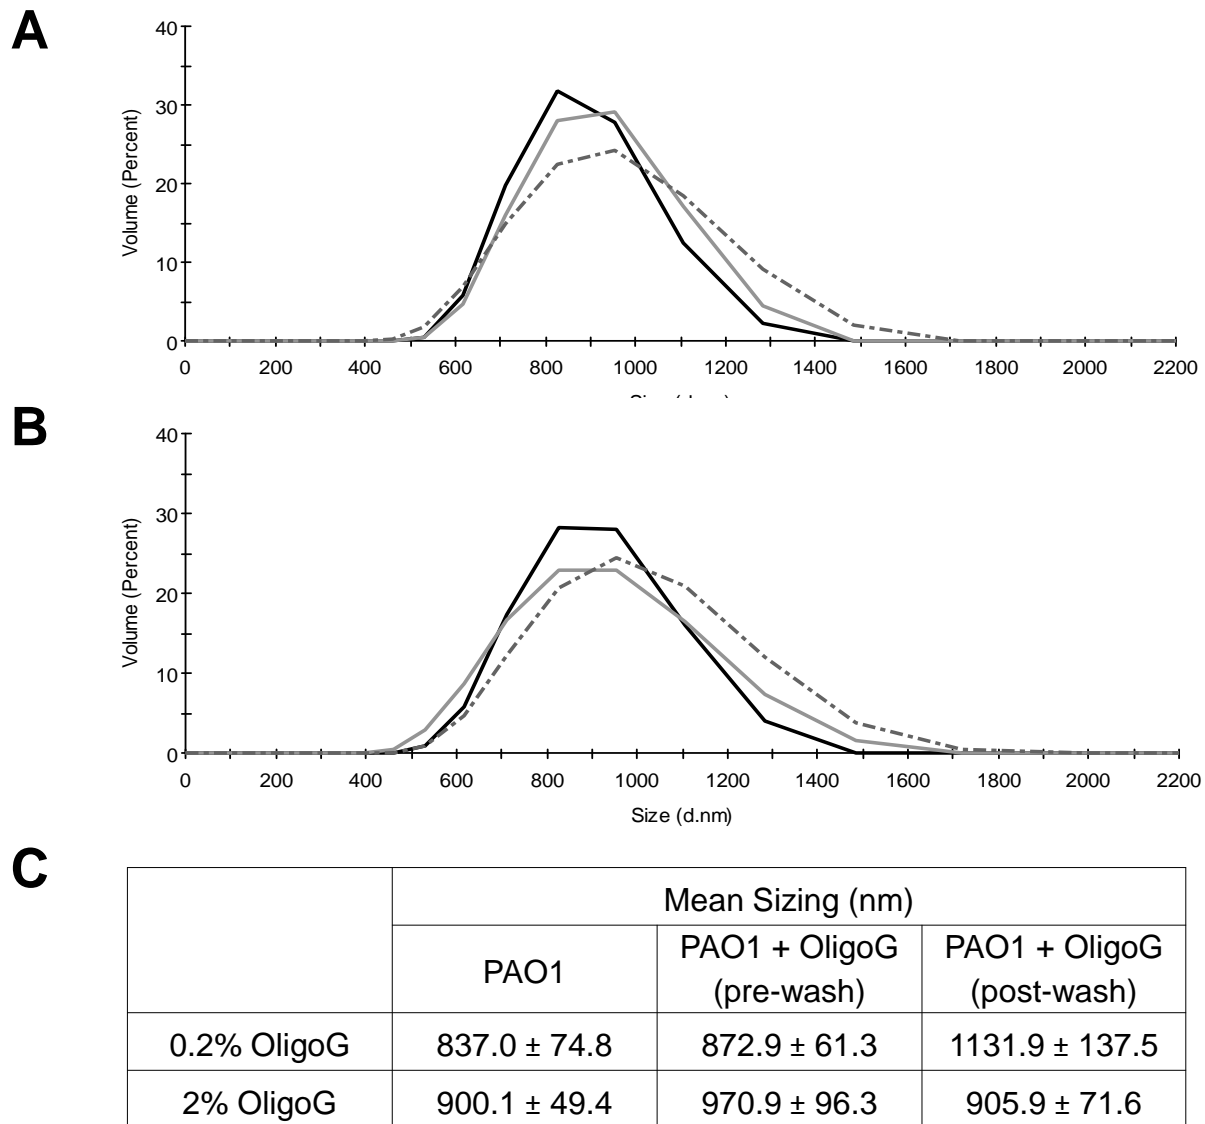 A
40
30
20
10
0
Volume (Percent)
0 200 400 600 800 1000 1200 1400 1600 1800 2000 2200
B
40
30
20
10
0
Volume (Percent)
0 200 400 600 800 1000 1200 1400 1600 1800 2000 2200
Size (d.nm)
C
Mean Sizing (nm)
PAO1
PAO1 + OligoG
(pre-wash)
PAO1 + OligoG
(post-wash)
0.2% OligoG 837.0 ± 74.8 872.9 ± 61.3 1131.9 ± 137.5
2% OligoG 900.1 ± 49.4 970.9 ± 96.3 905.9 ± 71.6